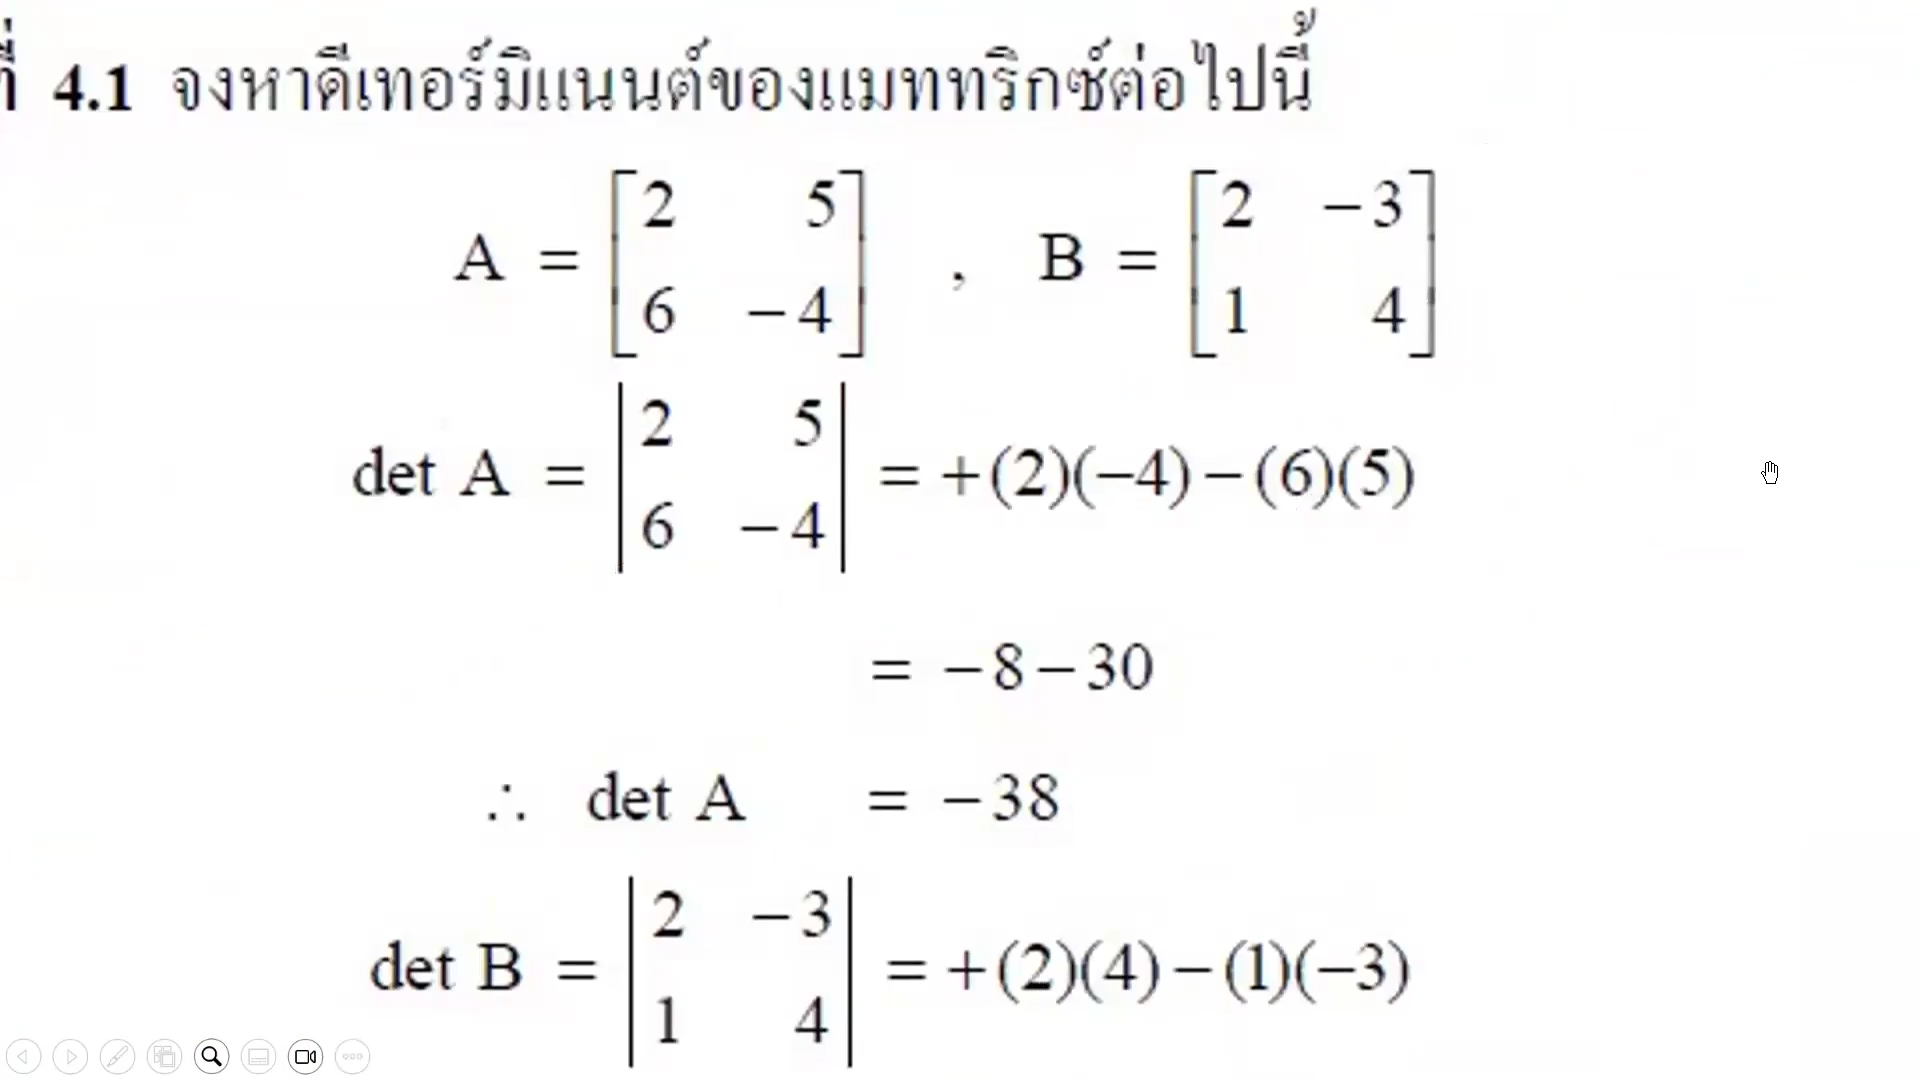 ที่ 4.1 จงหาดีเทอร์มิแนนต์ของแมททริกซ์ต่อไปนี้
A = [2 5
6 −4] , B = [2 −3
1 4]
det A = |2 5
6 −4| = +(2)(−4)−(6)(5)
= −8−30
∴ det A = −38
det B = |2 −3
1 4| = +(2)(4)−(1)(−3)